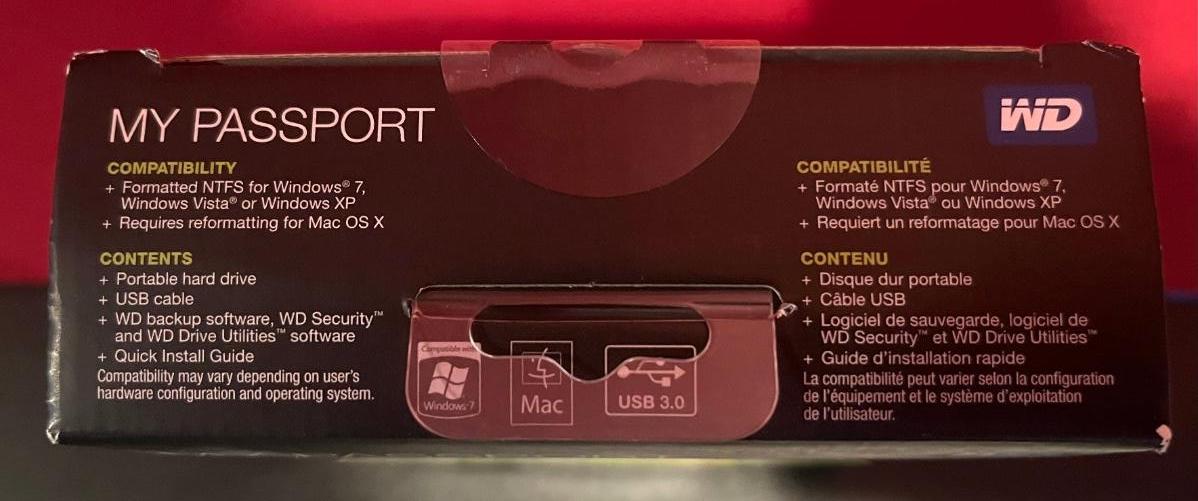 MY PASSPORT
WD
COMPATIBILITY
+ Formatted NTFS for Windows® 7,
Windows Vista® or Windows XP
+ Requires reformatting for Mac OS X
CONTENTS
+ Portable hard drive
+ USB cable
+ WD backup software, WD Security™
and WD Drive Utilities™ software
+ Quick Install Guide
Compatibility may vary depending on user's
hardware configuration and operating system.
Compatible with
Windows 7
Mac
USB 3.0
COMPATIBILITÉ
+ Formaté NTFS pour Windows® 7,
Windows Vista® ou Windows XP
+ Requiert un reformatage pour Mac OS X
CONTENU
+ Disque dur portable
+ Câble USB
+ Logiciel de sauvegarde, logiciel de
WD Security™ et WD Drive Utilities™
+ Guide d'installation rapide
La compatibilité peut varier selon la configuration
de l'équipement et le système d'exploitation
de l'utilisateur.